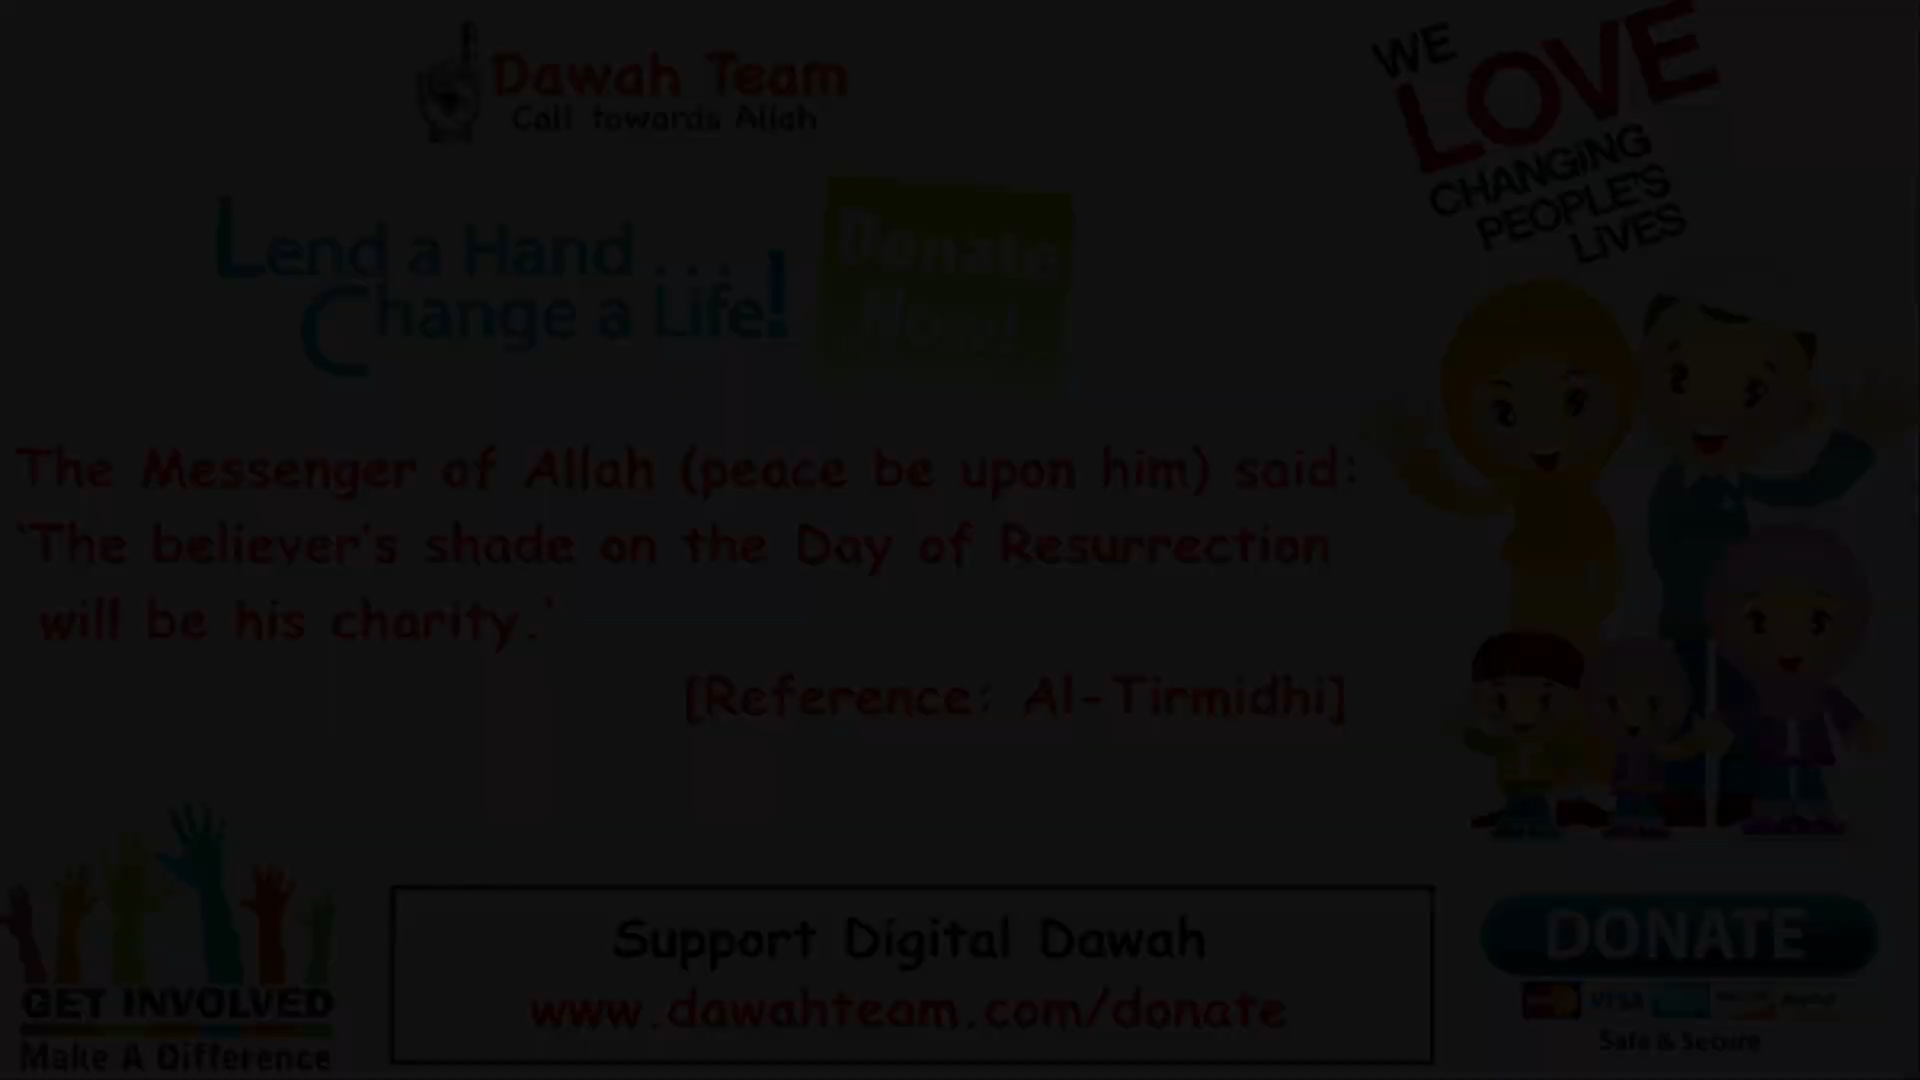 Dawah Team
Call towards Allah
WE
LOVE
CHANGING
PEOPLE'S
LIVES
Lend a Hand ...
Change a Life!
Donate
Now!
The Messenger of Allah (peace be upon him) said:
'The believer's shade on the Day of Resurrection
will be his charity.'
[Reference: Al-Tirmidhi]
GET INVOLVED
Make A Difference
Support Digital Dawah
www.dawahteam.com/donate
DONATE
VISA
Safe & Secure